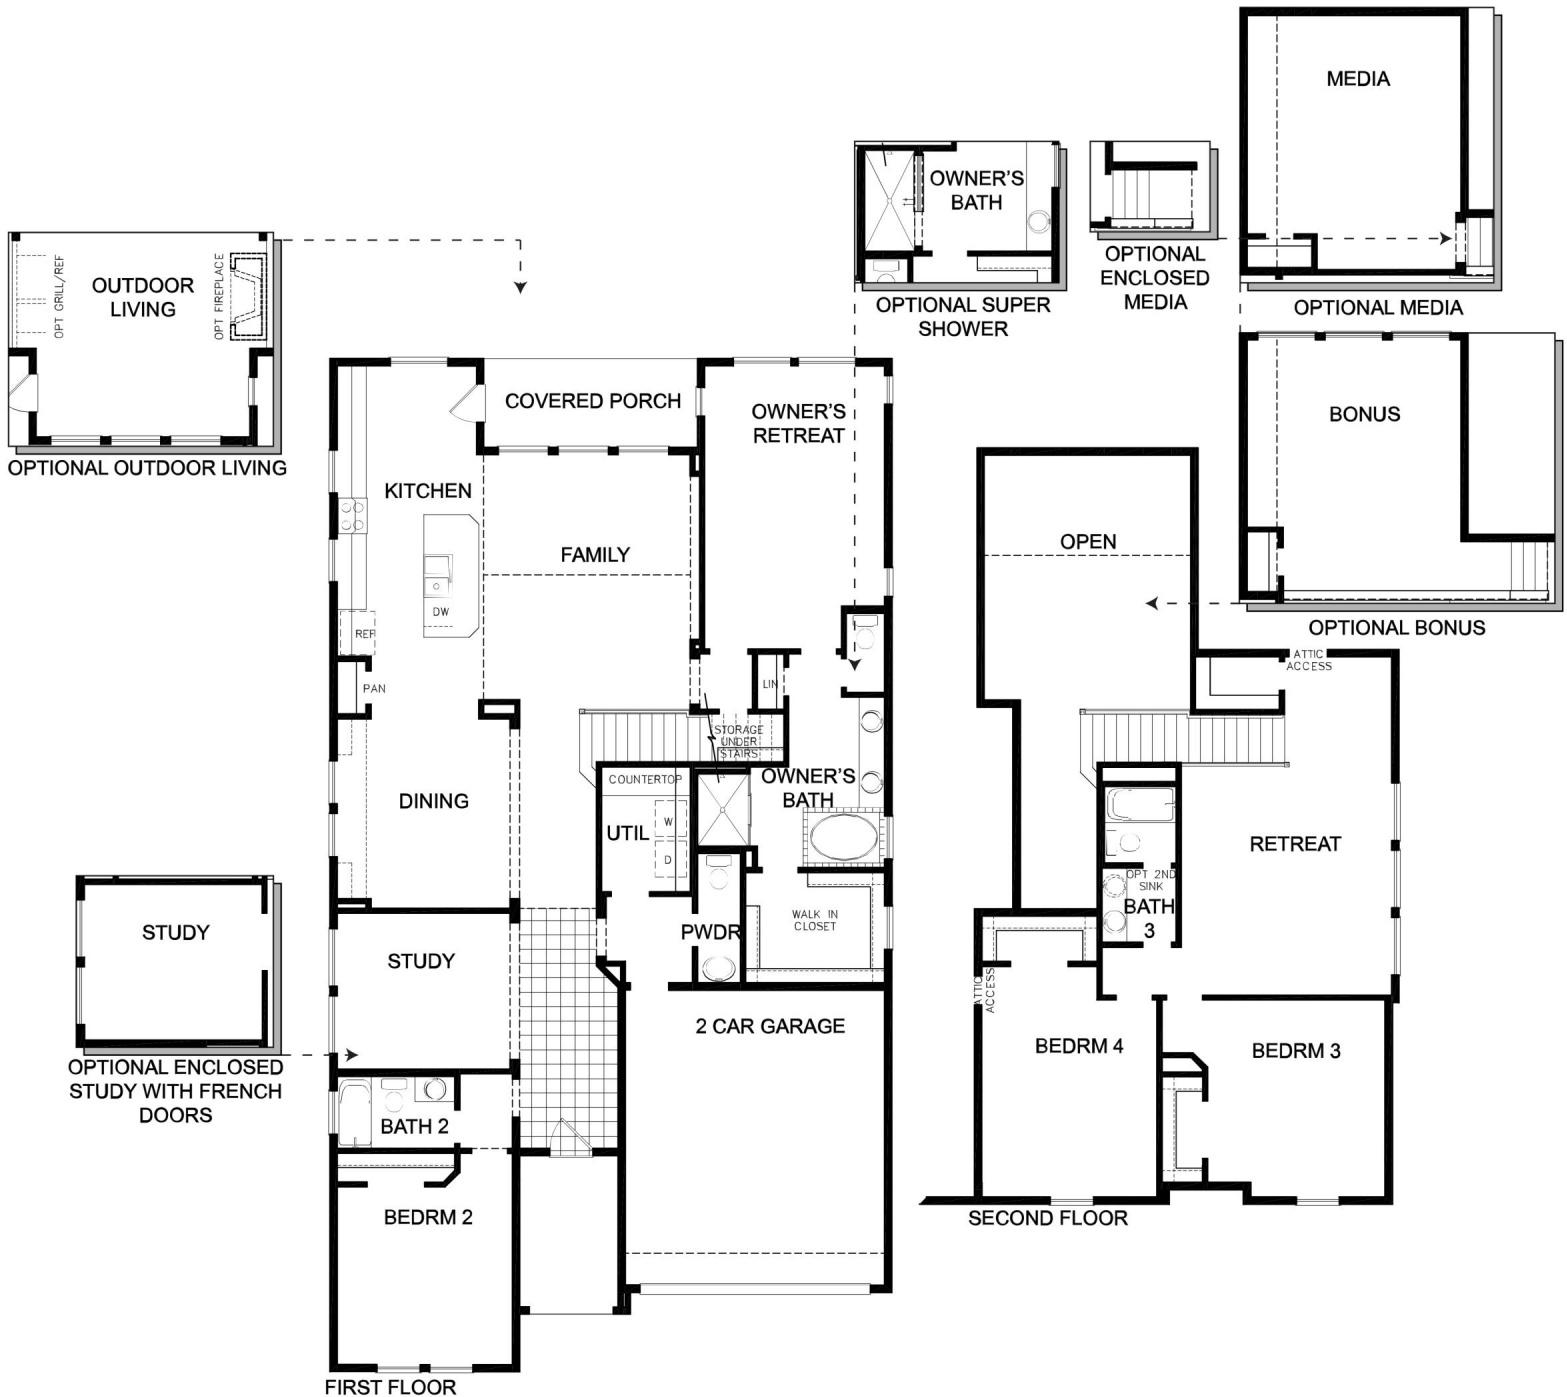 MEDIA
OPTIONAL MEDIA
OWNER'S
BATH
OPTIONAL SUPER
SHOWER
OPTIONAL
ENCLOSED
MEDIA
OUTDOOR
LIVING
OPT GRILL/REF
OPT FIREPLACE
OPTIONAL OUTDOOR LIVING
BONUS
OPTIONAL BONUS
COVERED PORCH
OWNER'S
RETREAT
KITCHEN
FAMILY
DW
REF
PAN
LIN
STORAGE
UNDER
STAIRS
COUNTERTOP
OWNER'S
BATH
DINING
UTIL
W
D
PWDR
WALK IN
CLOSET
STUDY
STUDY
OPTIONAL ENCLOSED
STUDY WITH FRENCH
DOORS
2 CAR GARAGE
BATH 2
BEDRM 2
FIRST FLOOR
OPEN
ATTIC
ACCESS
RETREAT
OPT 2ND
SINK
BATH
3
ATTIC
ACCESS
BEDRM 4
BEDRM 3
SECOND FLOOR